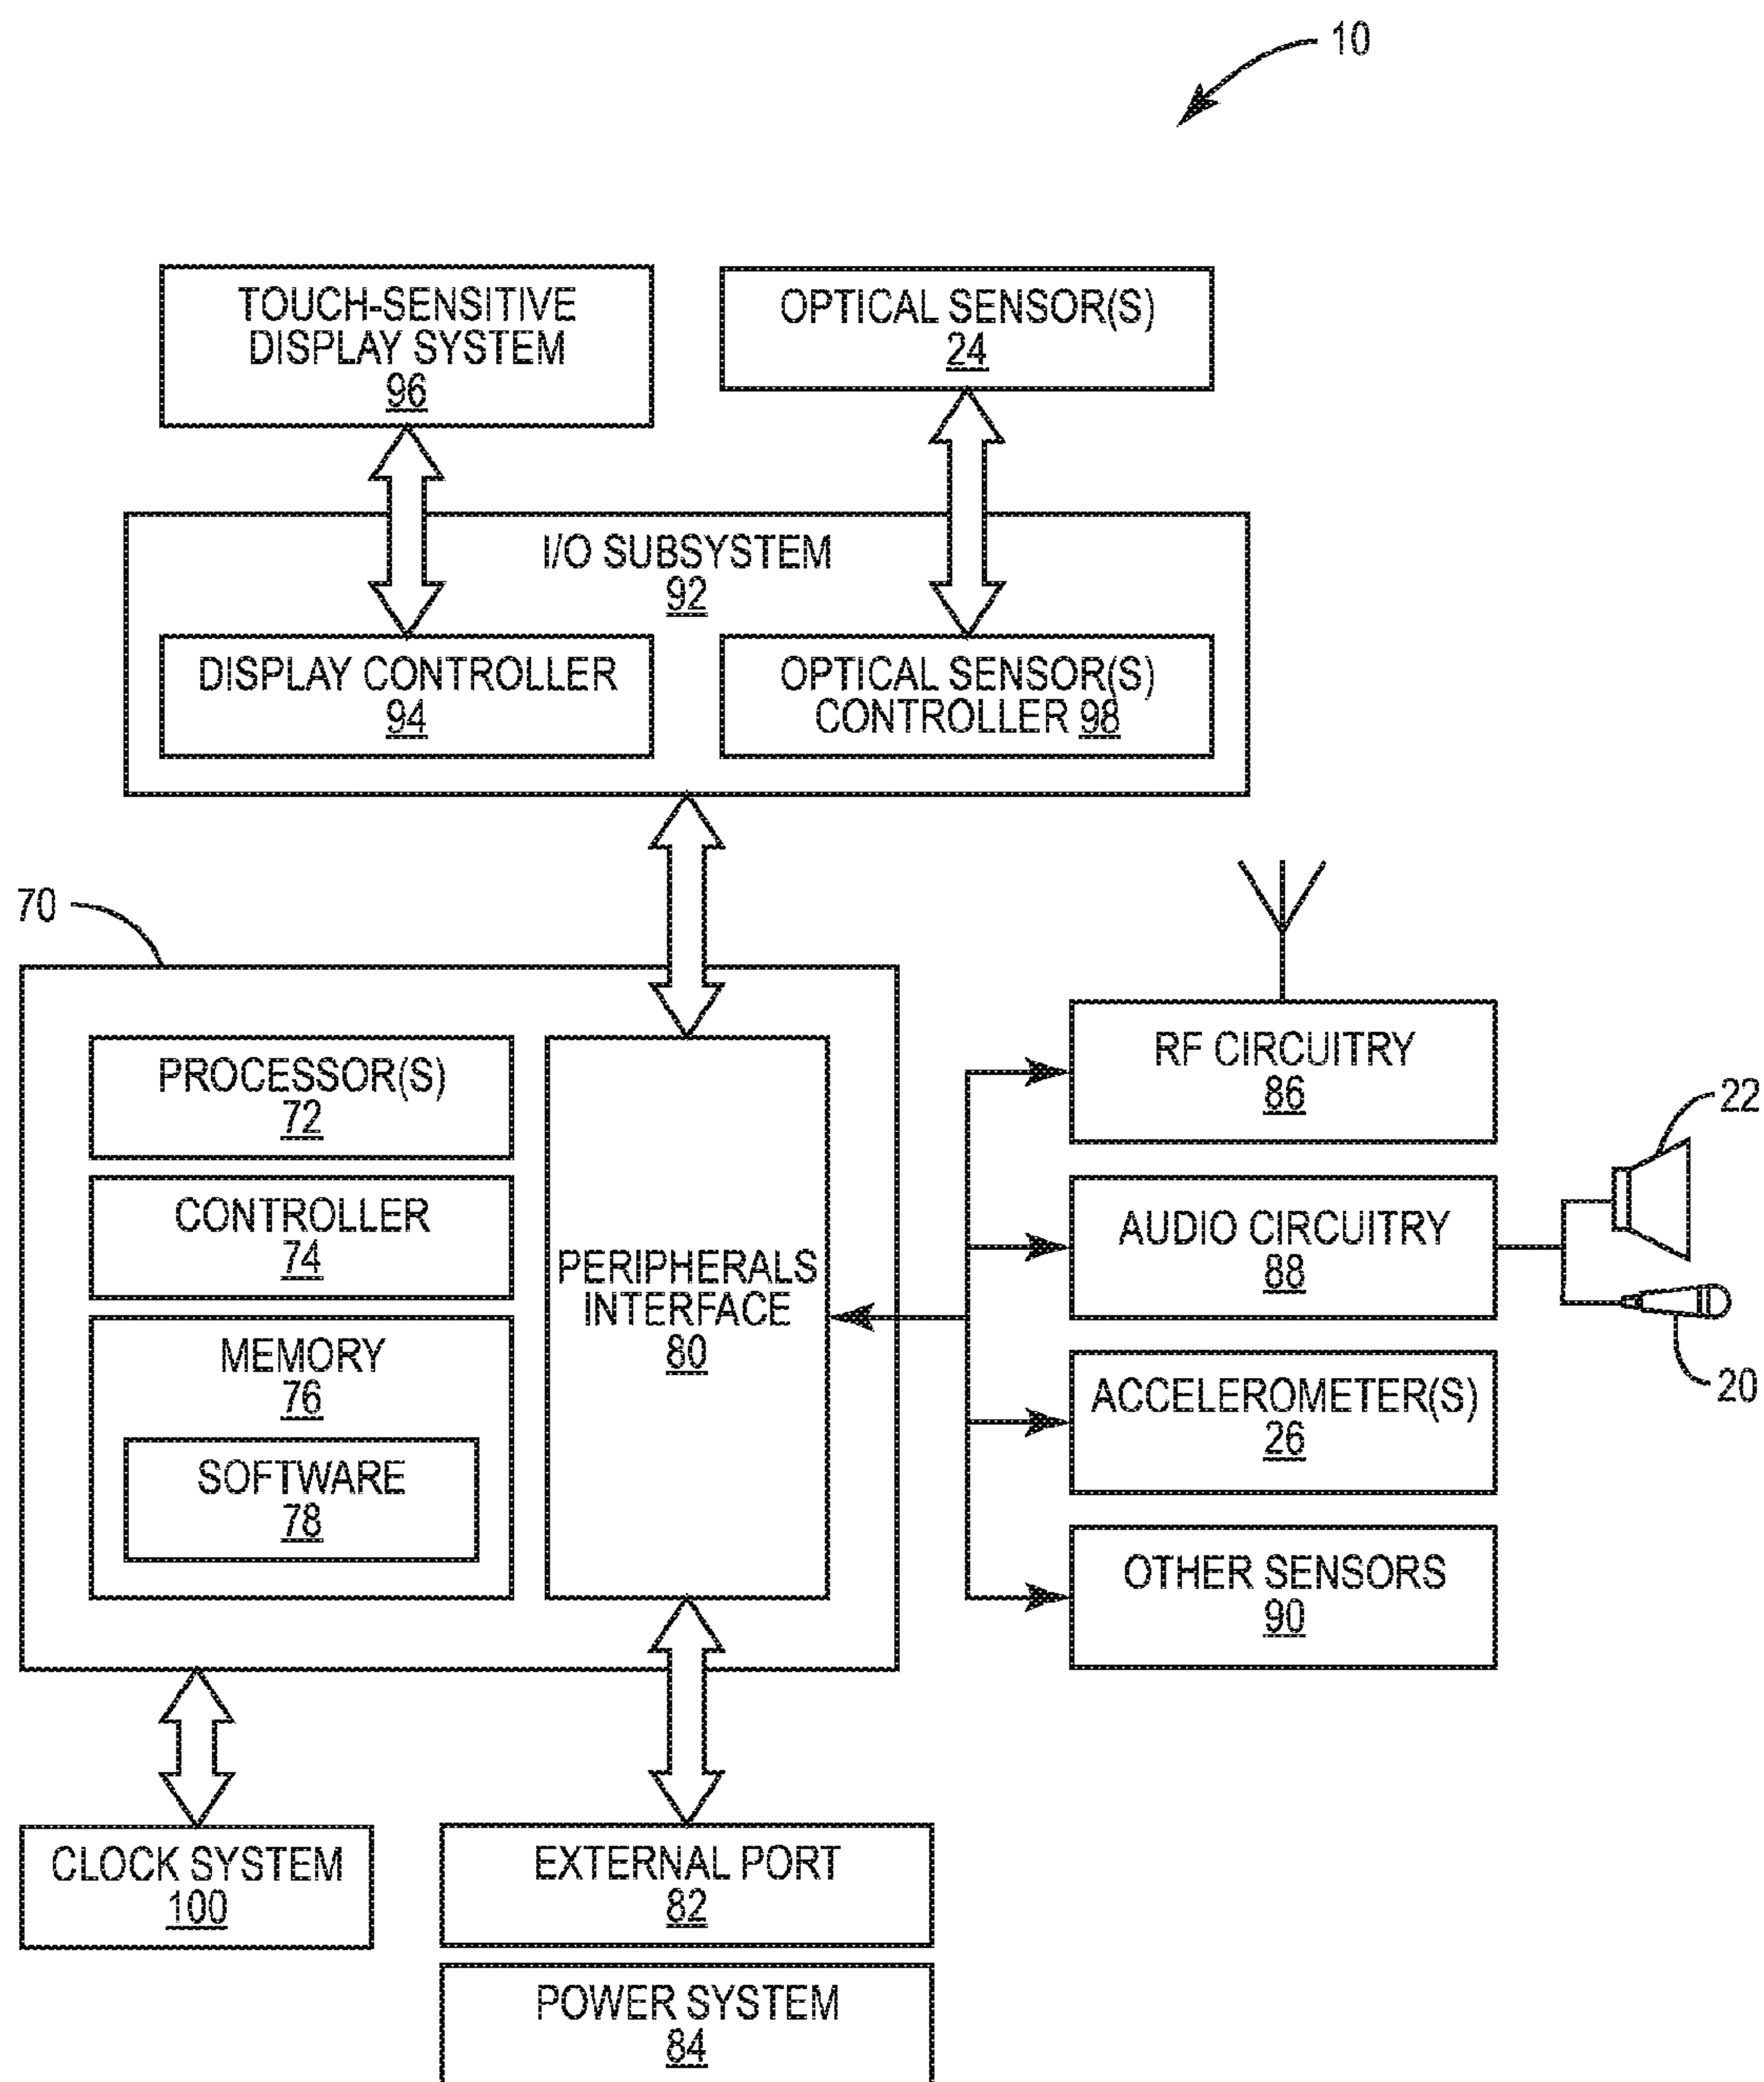 10
TOUCH-SENSITIVE
DISPLAY SYSTEM
96
OPTICAL SENSOR(S)
24
I/O SUBSYSTEM
92
DISPLAY CONTROLLER
94
OPTICAL SENSOR(S)
CONTROLLER 98
70
PROCESSOR(S)
72
CONTROLLER
74
MEMORY
76
SOFTWARE
78
PERIPHERALS
INTERFACE
80
RF CIRCUITRY
86
AUDIO CIRCUITRY
88
22
20
ACCELEROMETER(S)
26
OTHER SENSORS
90
CLOCK SYSTEM
100
EXTERNAL PORT
82
POWER SYSTEM
84